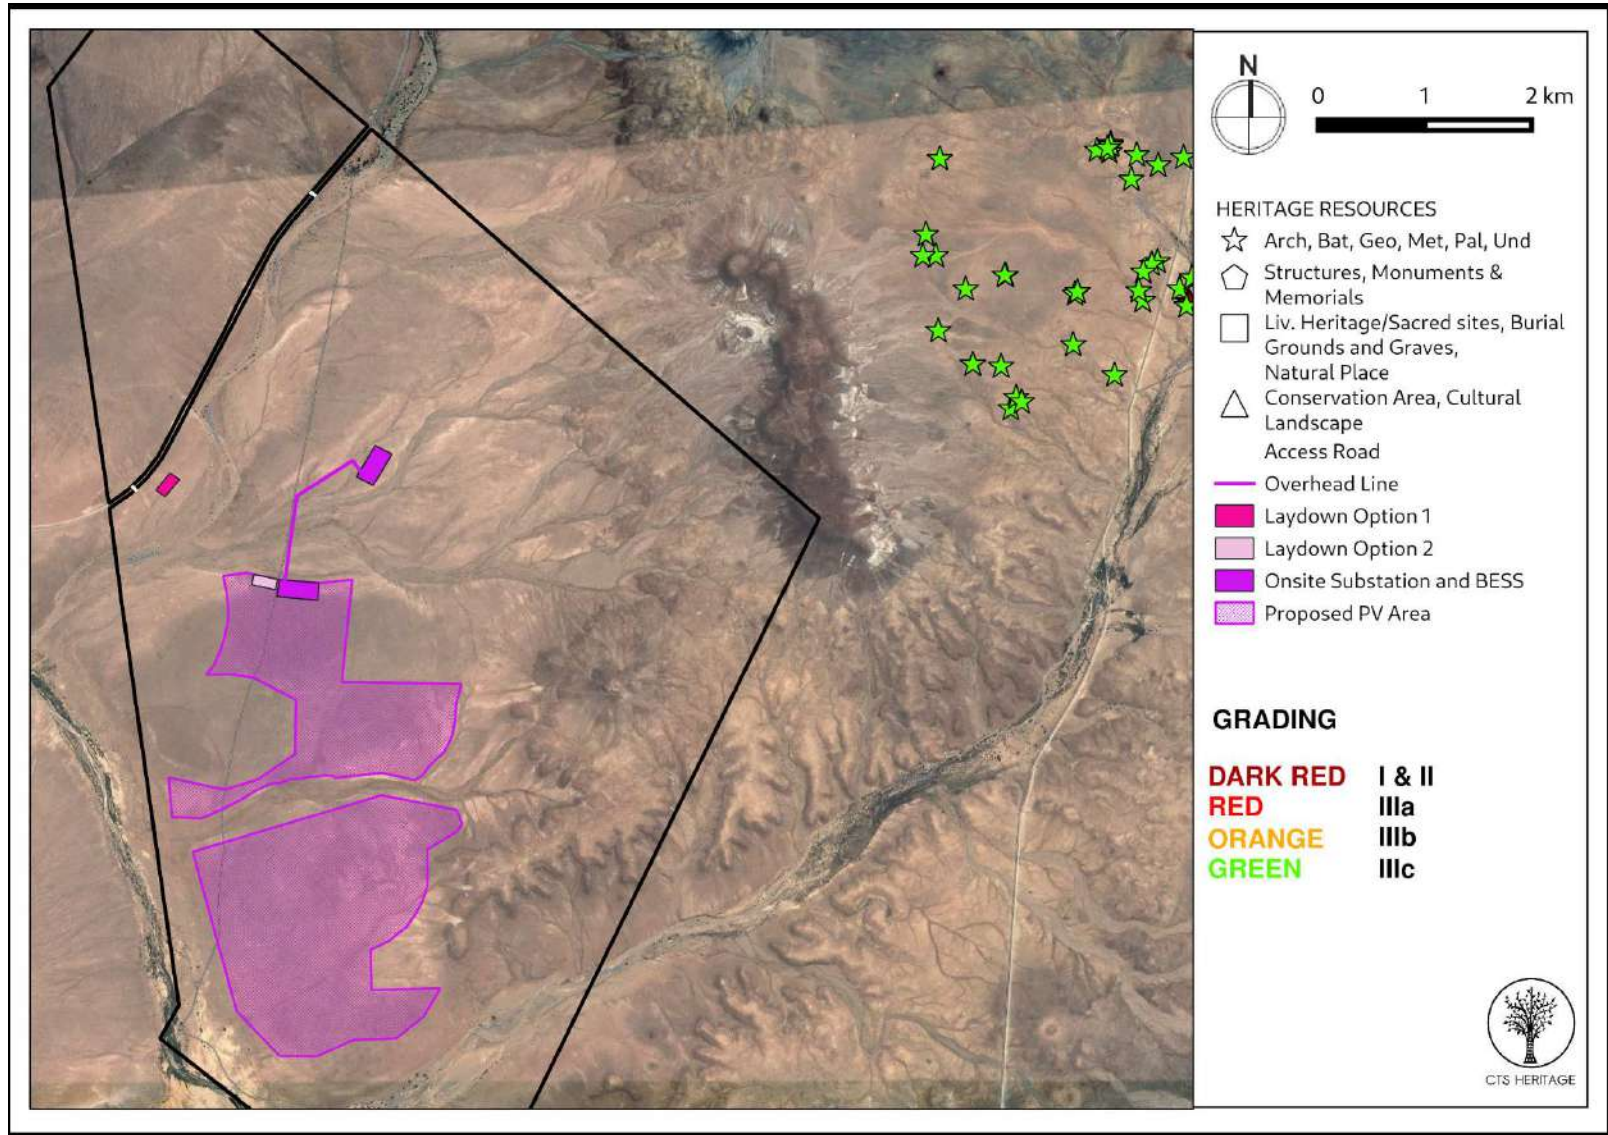 N
0 1 2 km
HERITAGE RESOURCES
Arch, Bat, Geo, Met, Pal, Und
Structures, Monuments &
Memorials
Liv. Heritage/Sacred sites, Burial
Grounds and Graves,
Natural Place
Conservation Area, Cultural
Landscape
Access Road
Overhead Line
Laydown Option 1
Laydown Option 2
Onsite Substation and BESS
Proposed PV Area
GRADING
DARK RED I & II
RED IIIa
ORANGE IIIb
GREEN IIIc
CTS HERITAGE